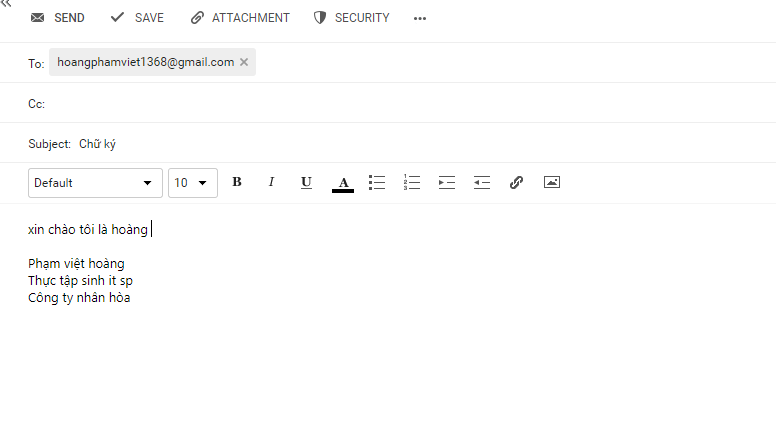 SEND SAVE ATTACHMENT SECURITY
To: hoangphamviet1368@gmail.com
Cc:
Subject: Chữ ký
Default 10 B I U A
xin chào tôi là hoàng
Phạm việt hoàng
Thực tập sinh it sp
Công ty nhân hòa